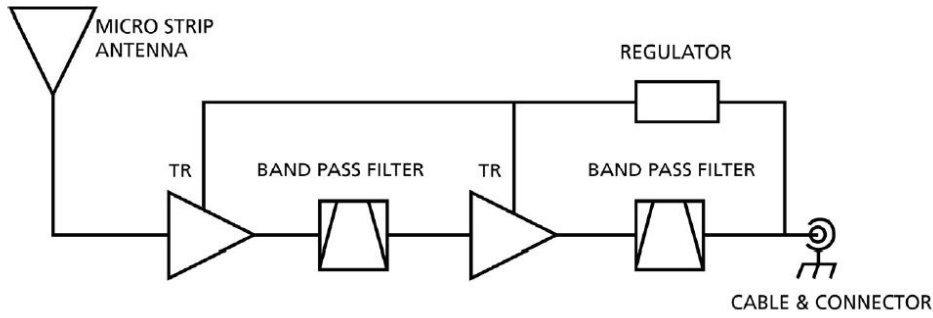 MICRO STRIP
ANTENNA
REGULATOR
TR
BAND PASS FILTER
TR
BAND PASS FILTER
CABLE & CONNECTOR